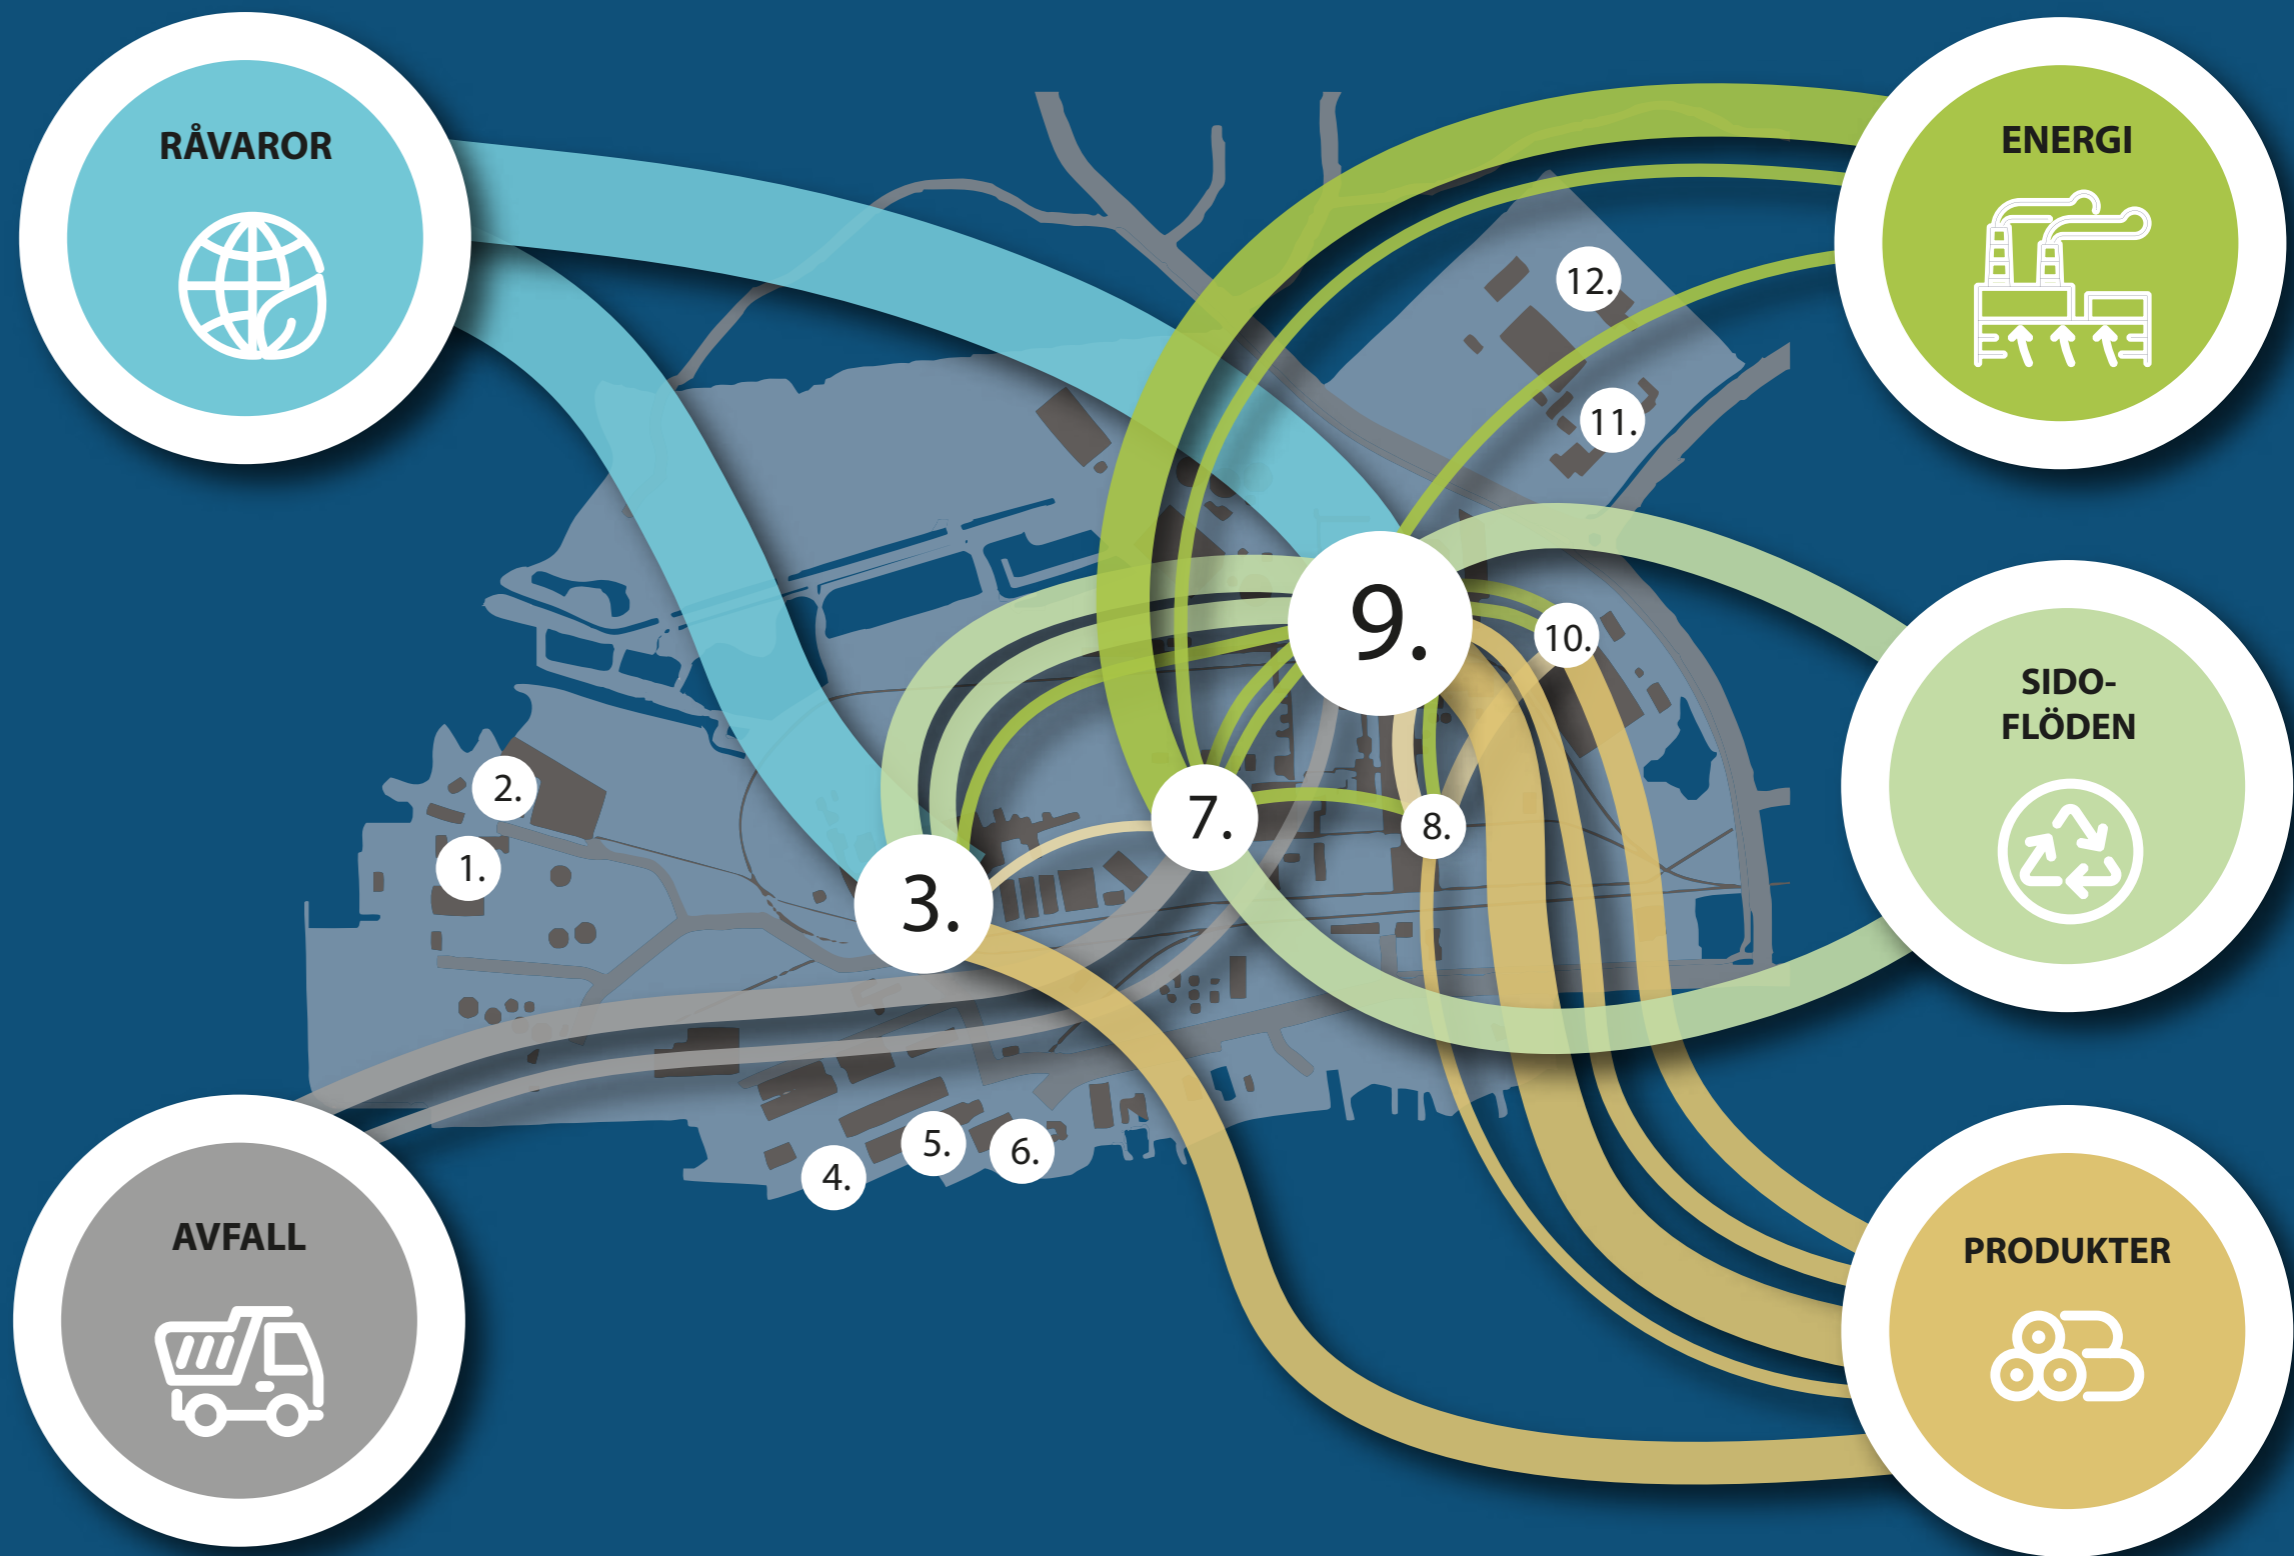 RÅVAROR
ENERGI
12.
11.
9.
10.
SIDO-
FLÖDEN
2.
7.
8.
1.
3.
5.
6.
4.
AVFALL
PRODUKTER